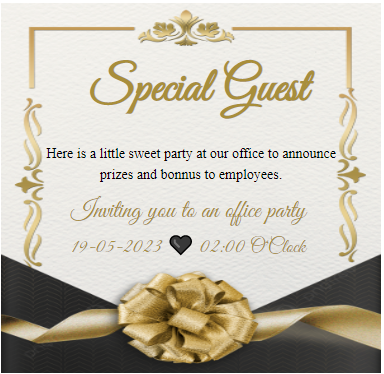 Special Guest
Here is a little sweet party at our office to announce
prizes and bonnus to employees.
Inviting you to an office party
19-05-2023 🖤 02:00 O'Clock